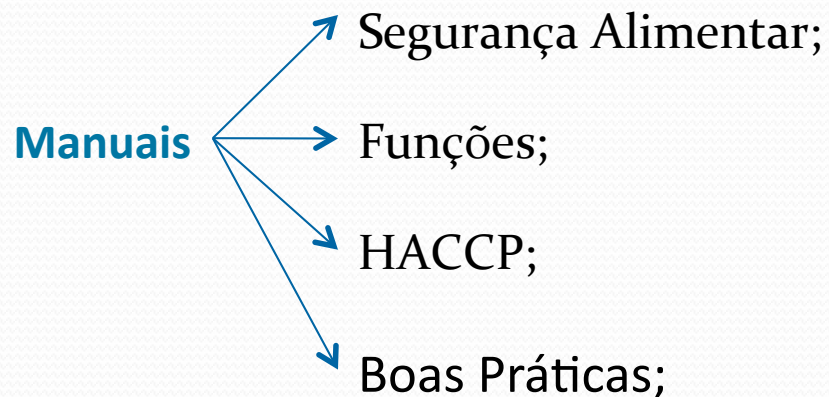 Segurança Alimentar;
Manuais
Funções;
HACCP;
Boas Práticas;